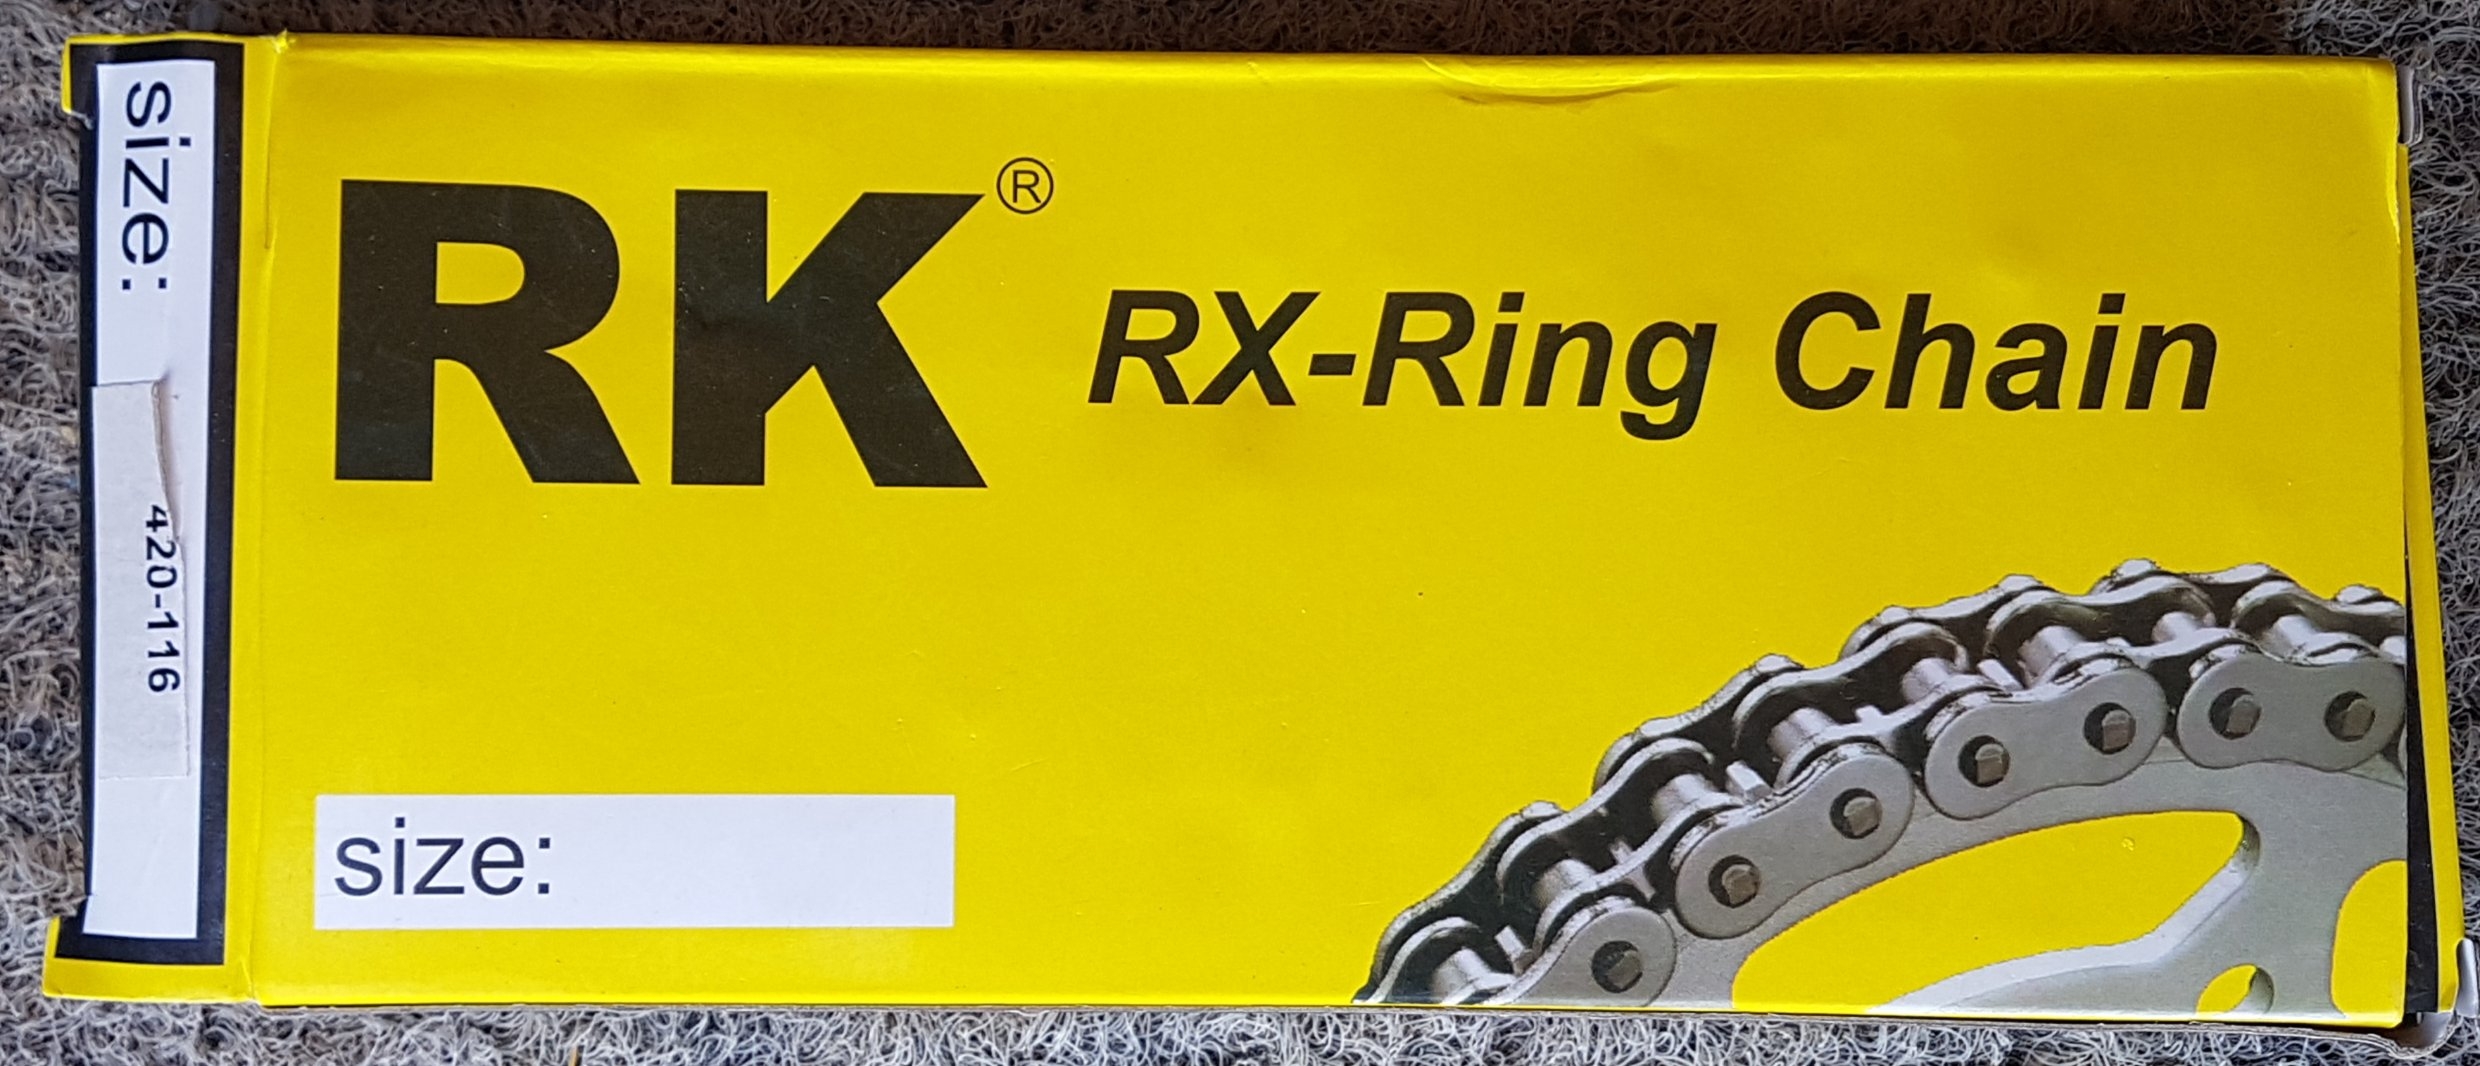 size:
420-116
RK®
RX-Ring Chain
size: